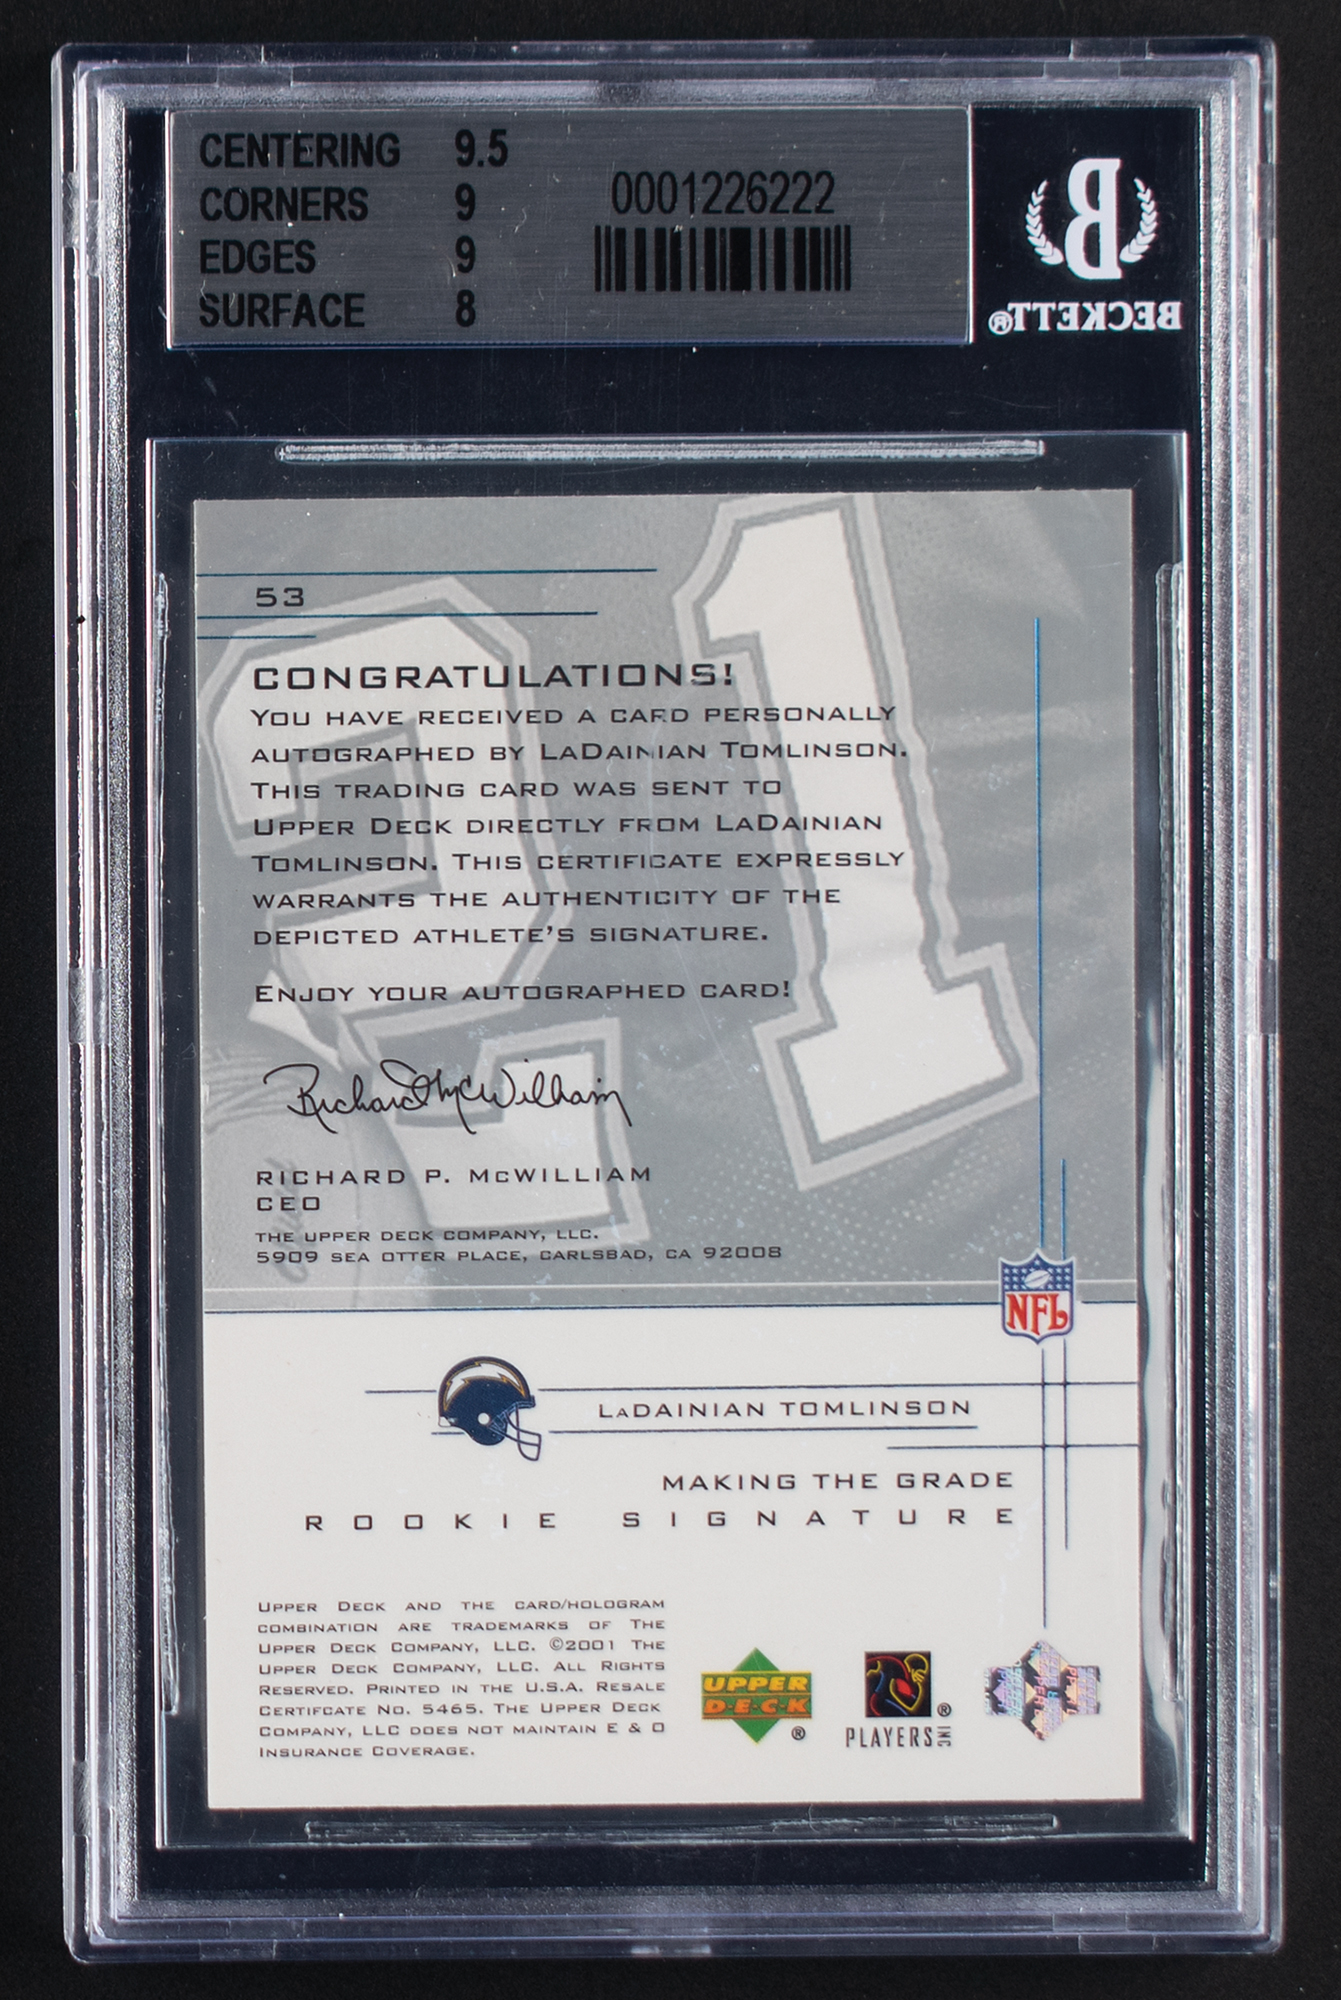 CENTERING 9.5
CORNERS 9
EDGES 9
SURFACE 8
0001226222
B
BECKETT®
53
CONGRATULATIONS!
YOU HAVE RECEIVED A CARD PERSONALLY
AUTOGRAPHED BY LADAINIAN TOMLINSON.
THIS TRADING CARD WAS SENT TO
UPPER DECK DIRECTLY FROM LADAINIAN
TOMLINSON. THIS CERTIFICATE EXPRESSLY
WARRANTS THE AUTHENTICITY OF THE
DEPICTED ATHLETE'S SIGNATURE.
ENJOY YOUR AUTOGRAPHED CARD!
Richard McWilliam
RICHARD P. McWILLIAM
CEO
THE UPPER DECK COMPANY, LLC.
5909 SEA OTTER PLACE, CARLSBAD, CA 92008
21
NFL
LaDAINIAN TOMLINSON
MAKING THE GRADE
ROOKIE SIGNATURE
UPPER DECK AND THE CARD/HOLOGRAM
COMBINATION ARE TRADEMARKS OF THE
UPPER DECK COMPANY, LLC. ©2001 THE
UPPER DECK COMPANY, LLC. ALL RIGHTS
RESERVED. PRINTED IN THE U.S.A. RESALE
CERTIFCATE NO. 5465. THE UPPER DECK
COMPANY, LLC DOES NOT MAINTAIN E & O
INSURANCE COVERAGE.
UPPER
D·E·C·K
®
PLAYERS INC ®